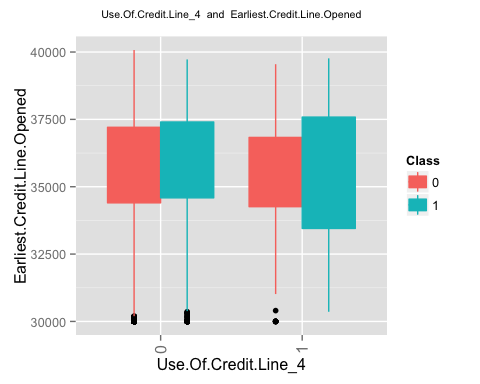 Use.Of.Credit.Line_4 and Earliest.Credit.Line.Opened
40000
37500
35000
32500
30000
Earliest.Credit.Line.Opened
0
1
Use.Of.Credit.Line_4
Class
0
1